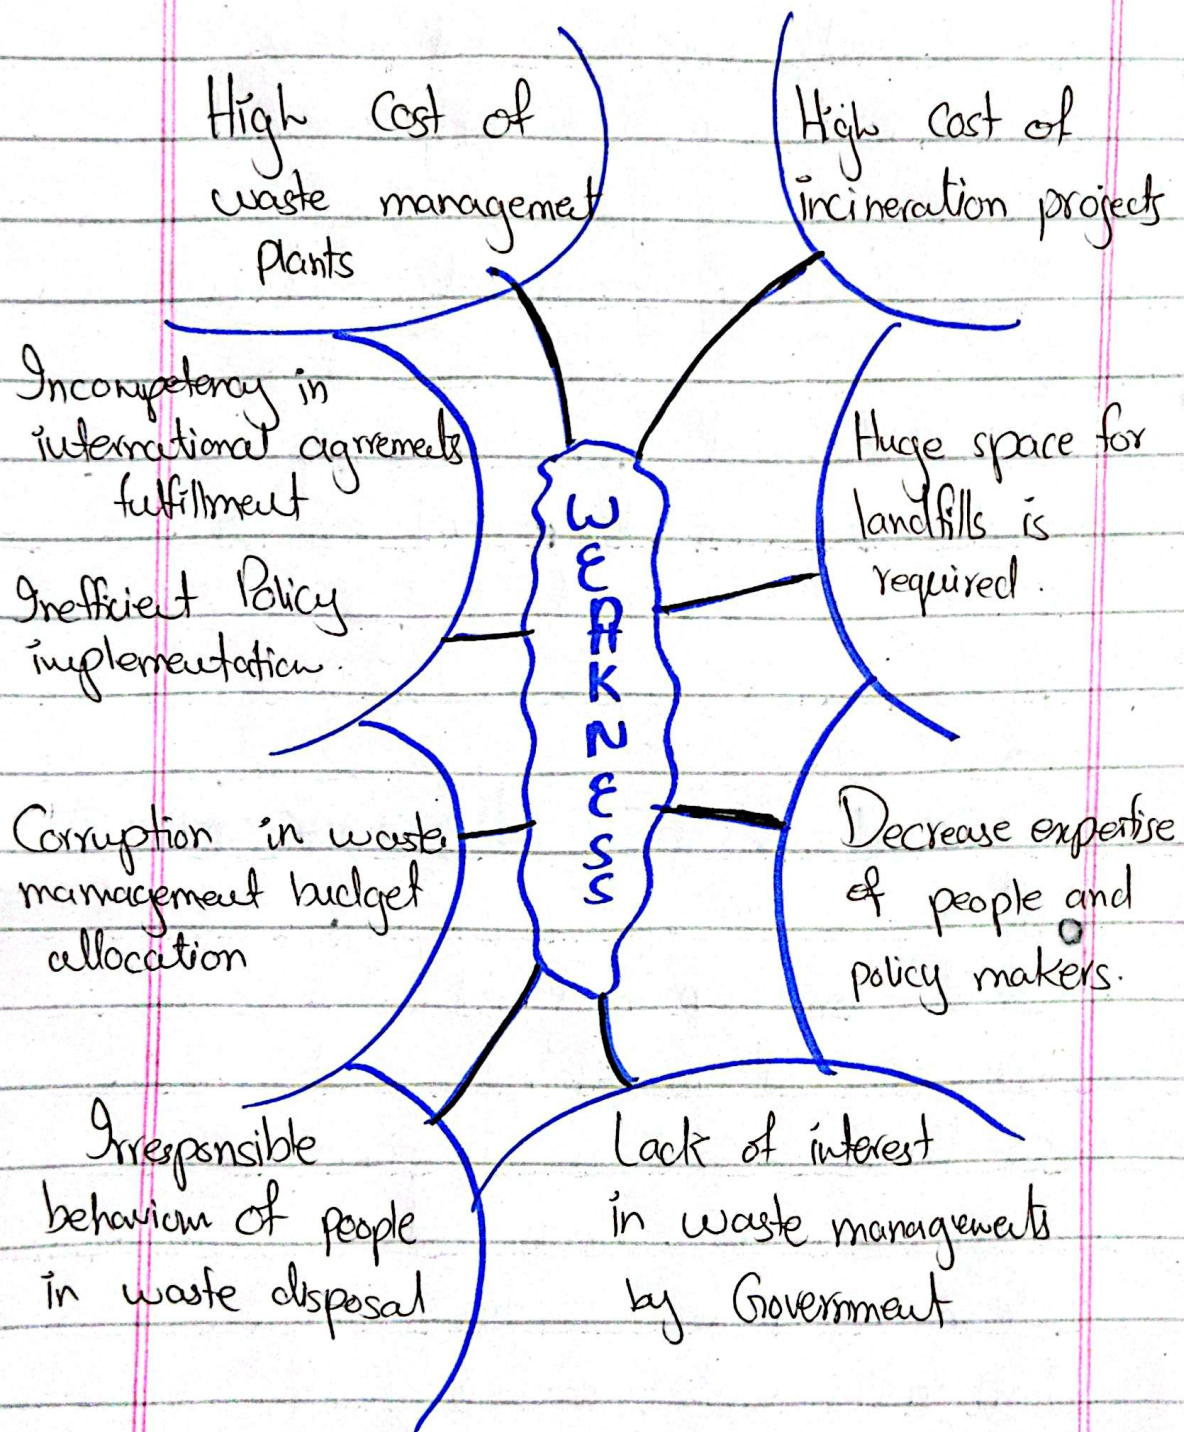 High Cost of
waste management
plants
High Cost of
incineration projects
Incompetency in
international agrrements
fulfillment
Inefficient Policy
implementation.
Huge space for
landfills is
required.
WEAKNESS
Corruption in waste
management budget
allocation
Decrease expertise
of people and
policy makers.
Irresponsible
behaviour of people
in waste disposal
Lack of interest
in waste managements
by Government